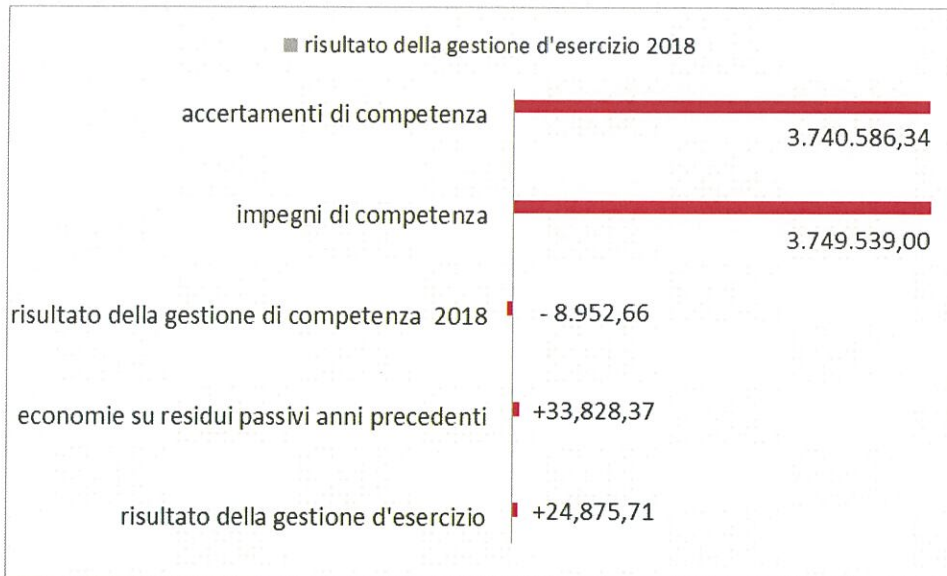 risultato della gestione d'esercizio 2018
accertamenti di competenza
3.740.586,34
impegni di competenza
3.749.539,00
risultato della gestione di competenza 2018
- 8.952,66
economie su residui passivi anni precedenti
+33,828,37
risultato della gestione d'esercizio
+24,875,71